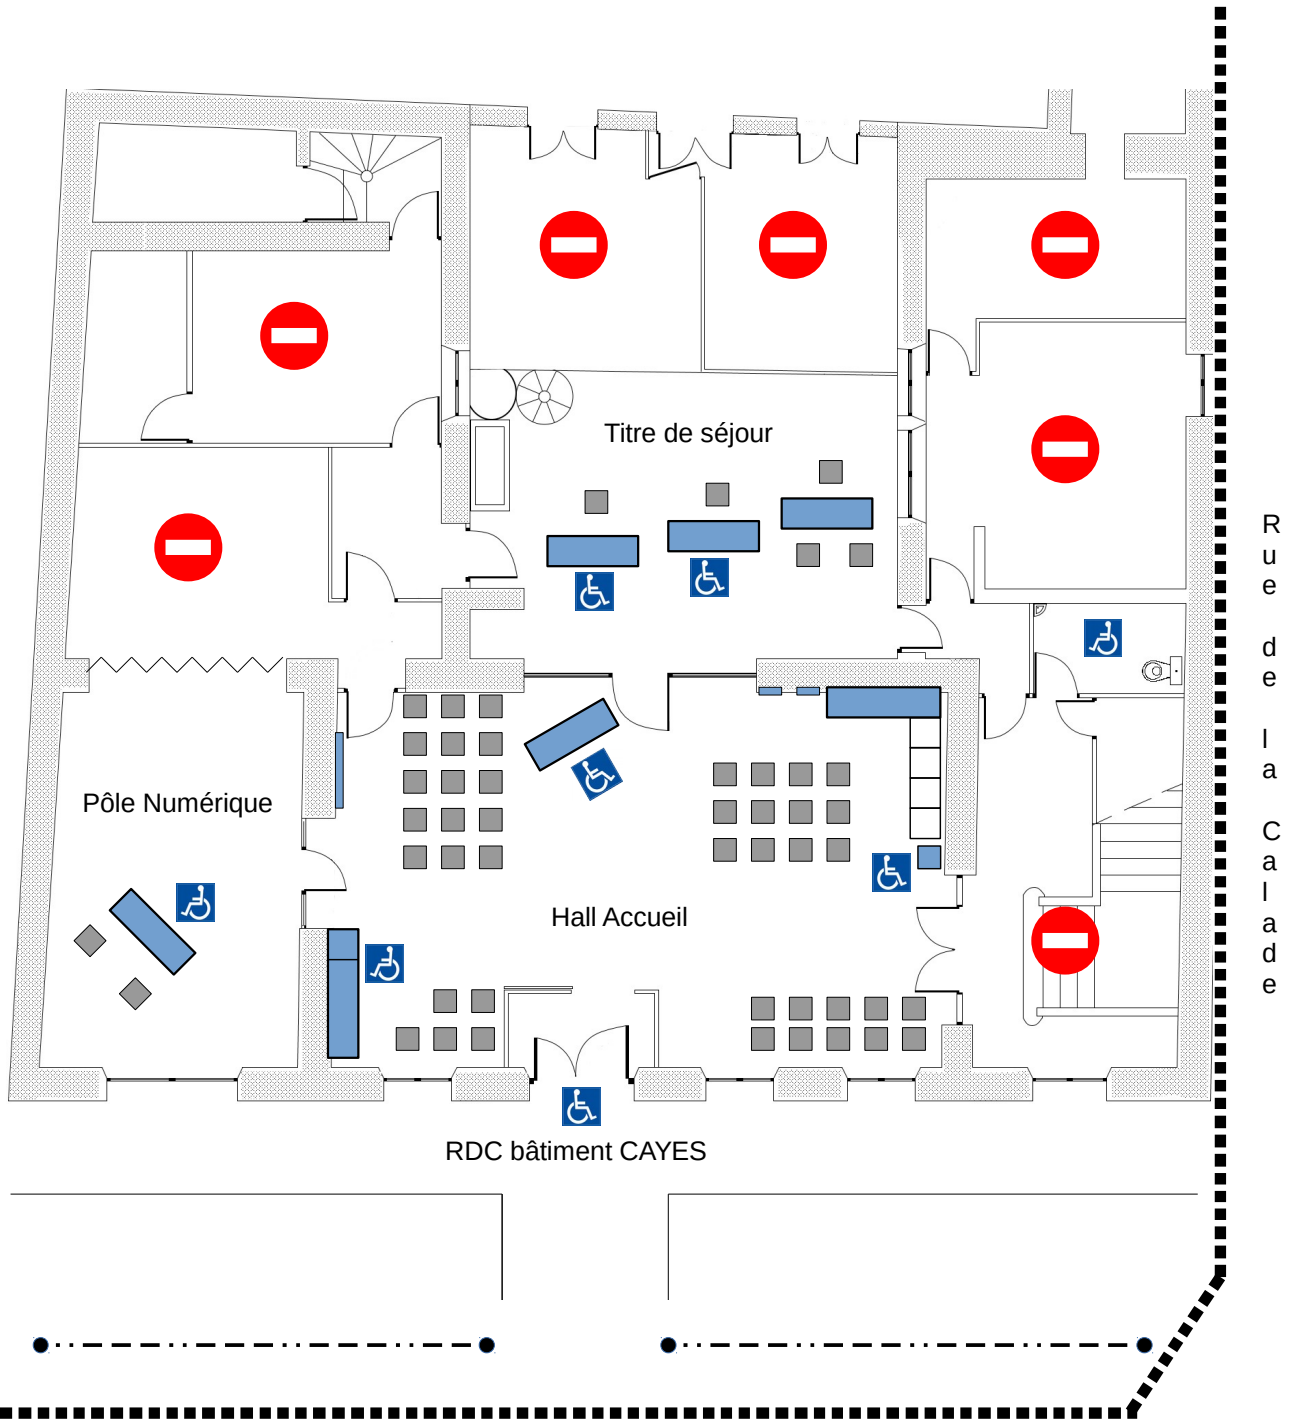 Titre de séjour
Pôle Numérique
Hall Accueil
RDC bâtiment CAYES
Rue de la Calade